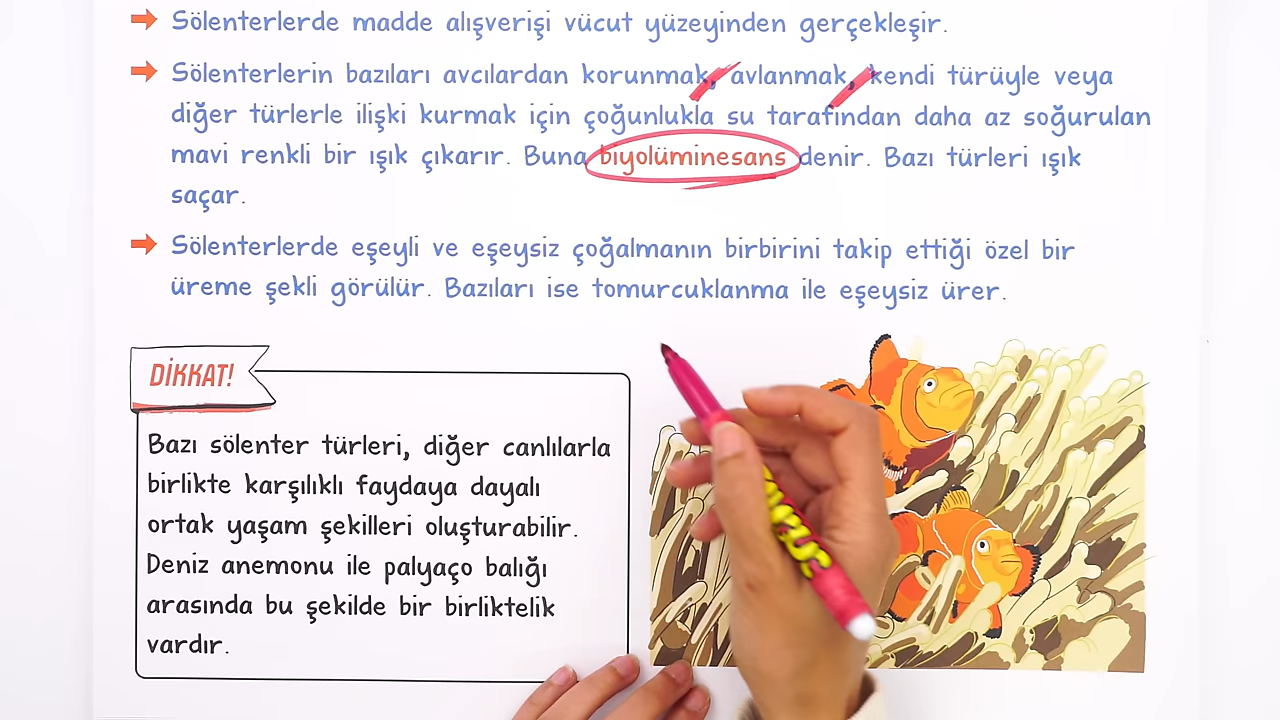 Sölenterlerde madde alışverişi vücut yüzeyinden gerçekleşir.
Sölenterlerin bazıları avcılardan korunmak, avlanmak, kendi türüyle veya
diğer türlerle ilişki kurmak için çoğunlukla su tarafından daha az soğurulan
mavi renkli bir ışık çıkarır. Buna biyolüminesans denir. Bazı türleri ışık
saçar.
Sölenterlerde eşeyli ve eşeysiz çoğalmanın birbirini takip ettiği özel bir
üreme şekli görülür. Bazıları ise tomurcuklanma ile eşeysiz ürer.
DİKKAT!
Bazı sölenter türleri, diğer canlılarla
birlikte karşılıklı faydaya dayalı
ortak yaşam şekilleri oluşturabilir.
Deniz anemonu ile palyaço balığı
arasında bu şekilde bir birliktelik
vardır.